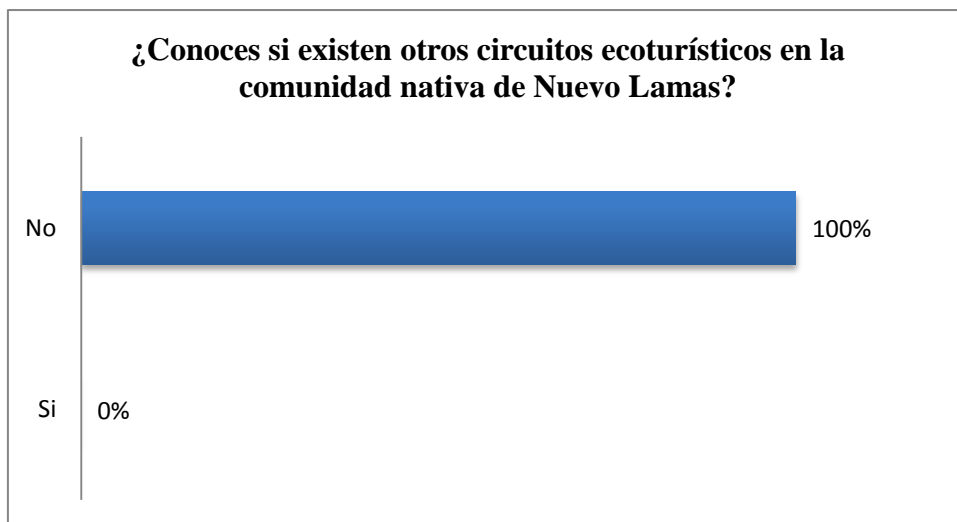 ¿Conoces si existen otros circuitos ecoturísticos en la
comunidad nativa de Nuevo Lamas?
No
100%
Si
0%